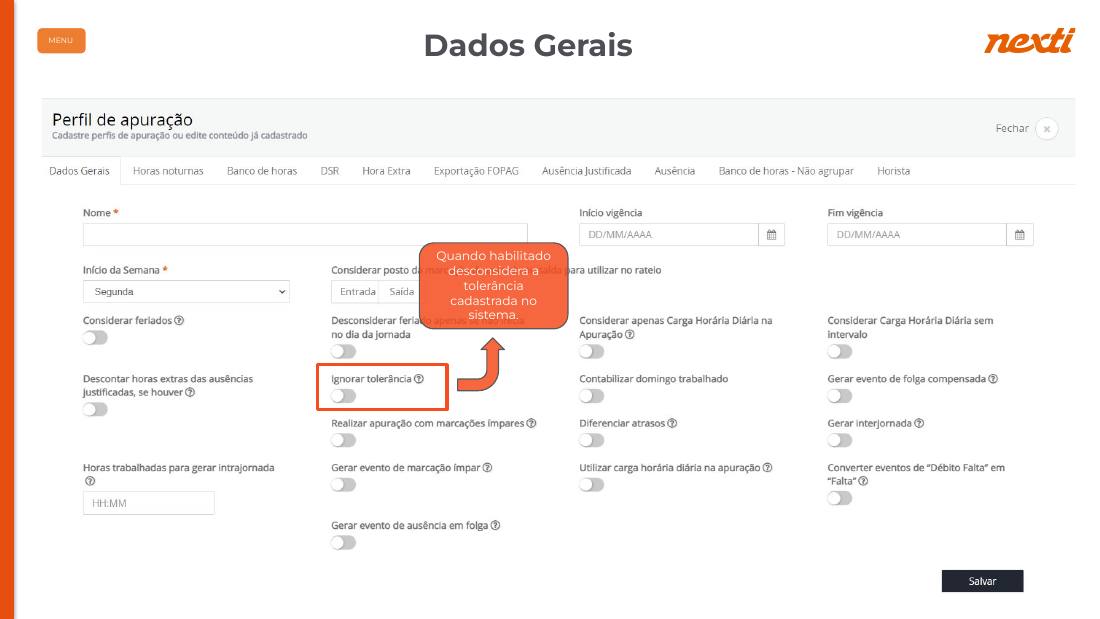 MENU
Dados Gerais
nexti
Perfil de apuração
Cadastre perfis de apuração ou edite conteúdo já cadastrado
Fechar
Dados Gerais
Horas noturnas
Banco de horas
DSR
Hora Extra
Exportação FOPAG
Ausência Justificada
Ausência
Banco de horas - Não agrupar
Horista
Nome *
Início vigência
Fim vigência
DD/MM/AAAA
DD/MM/AAAA
Quando habilitado
desconsidera a
tolerância
cadastrada no
sistema.
Início da Semana *
Considerar posto da marcação para utilizar no rateio
Segunda
Entrada
Saída
Considerar feriados
Desconsiderar feriado apenas se não inicia
no dia da jornada
Considerar apenas Carga Horária Diária na
Apuração
Considerar Carga Horária Diária sem
intervalo
Descontar horas extras das ausências
justificadas, se houver
Ignorar tolerância
Contabilizar domingo trabalhado
Gerar evento de folga compensada
Realizar apuração com marcações ímpares
Diferenciar atrasos
Gerar interjornada
Horas trabalhadas para gerar intrajornada
Gerar evento de marcação ímpar
Utilizar carga horária diária na apuração
Converter eventos de “Débito Falta” em
“Falta”
HH:MM
Gerar evento de ausência em folga
Salvar